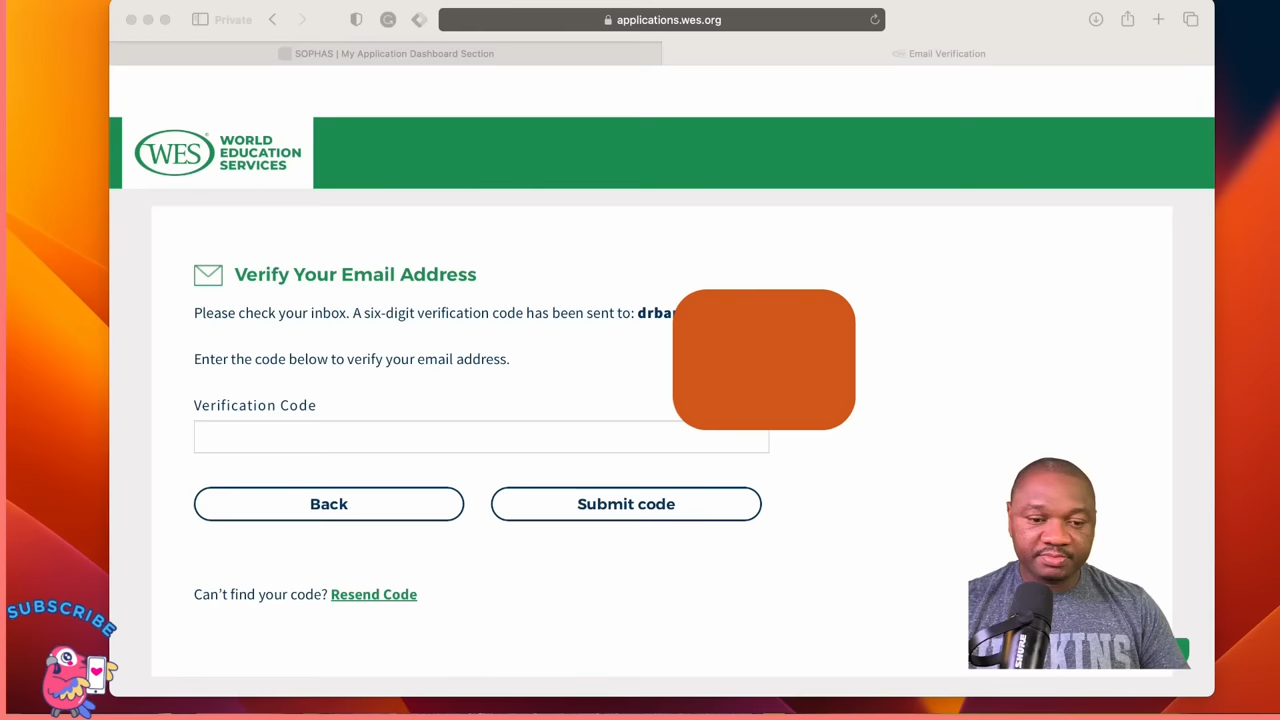 Private
applications.wes.org
SOPHAS | My Application Dashboard Section
Email Verification
WES
WORLD
EDUCATION
SERVICES
Verify Your Email Address
Please check your inbox. A six-digit verification code has been sent to:
Enter the code below to verify your email address.
Verification Code
Back
Submit code
Can't find your code? Resend Code
SUBSCRIBE
SHURE
KINS